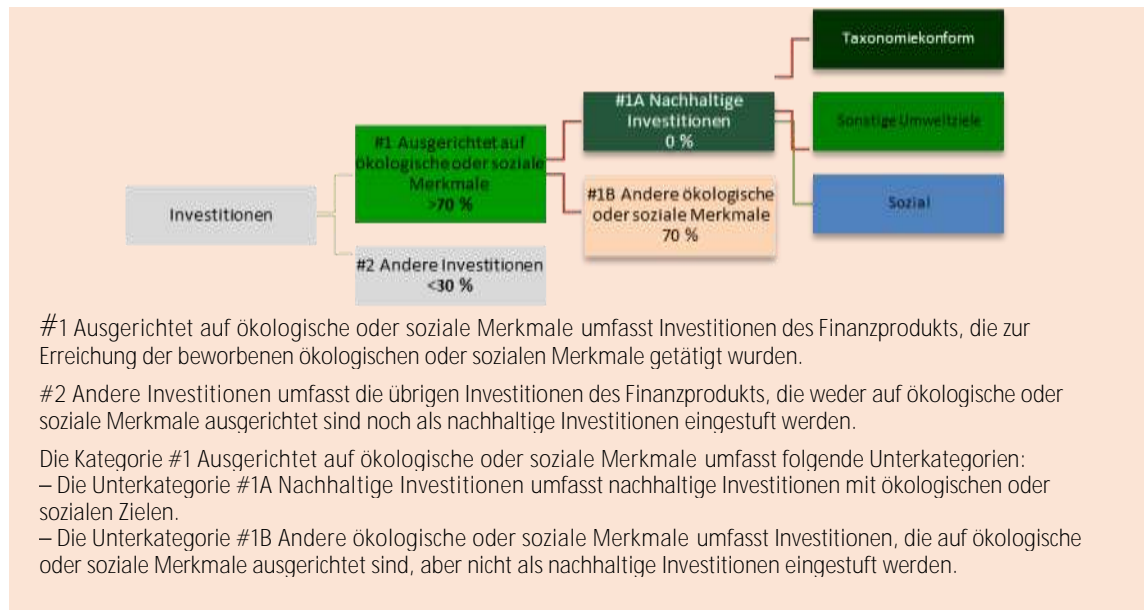 Taxonomiekonform
#1A Nachhaltige
Investitionen
0 %
Sonstige Umweltziele
#1 Ausgerichtet auf
ökologische oder soziale
Merkmale
>70 %
#1B Andere ökologische
oder soziale Merkmale
70 %
Sozial
Investitionen
#2 Andere Investitionen
<30 %
#1 Ausgerichtet auf ökologische oder soziale Merkmale umfasst Investitionen des Finanzprodukts, die zur
Erreichung der beworbenen ökologischen oder sozialen Merkmale getätigt wurden.
#2 Andere Investitionen umfasst die übrigen Investitionen des Finanzprodukts, die weder auf ökologische oder
soziale Merkmale ausgerichtet sind noch als nachhaltige Investitionen eingestuft werden.
Die Kategorie #1 Ausgerichtet auf ökologische oder soziale Merkmale umfasst folgende Unterkategorien:
– Die Unterkategorie #1A Nachhaltige Investitionen umfasst nachhaltige Investitionen mit ökologischen oder
sozialen Zielen.
– Die Unterkategorie #1B Andere ökologische oder soziale Merkmale umfasst Investitionen, die auf ökologische
oder soziale Merkmale ausgerichtet sind, aber nicht als nachhaltige Investitionen eingestuft werden.